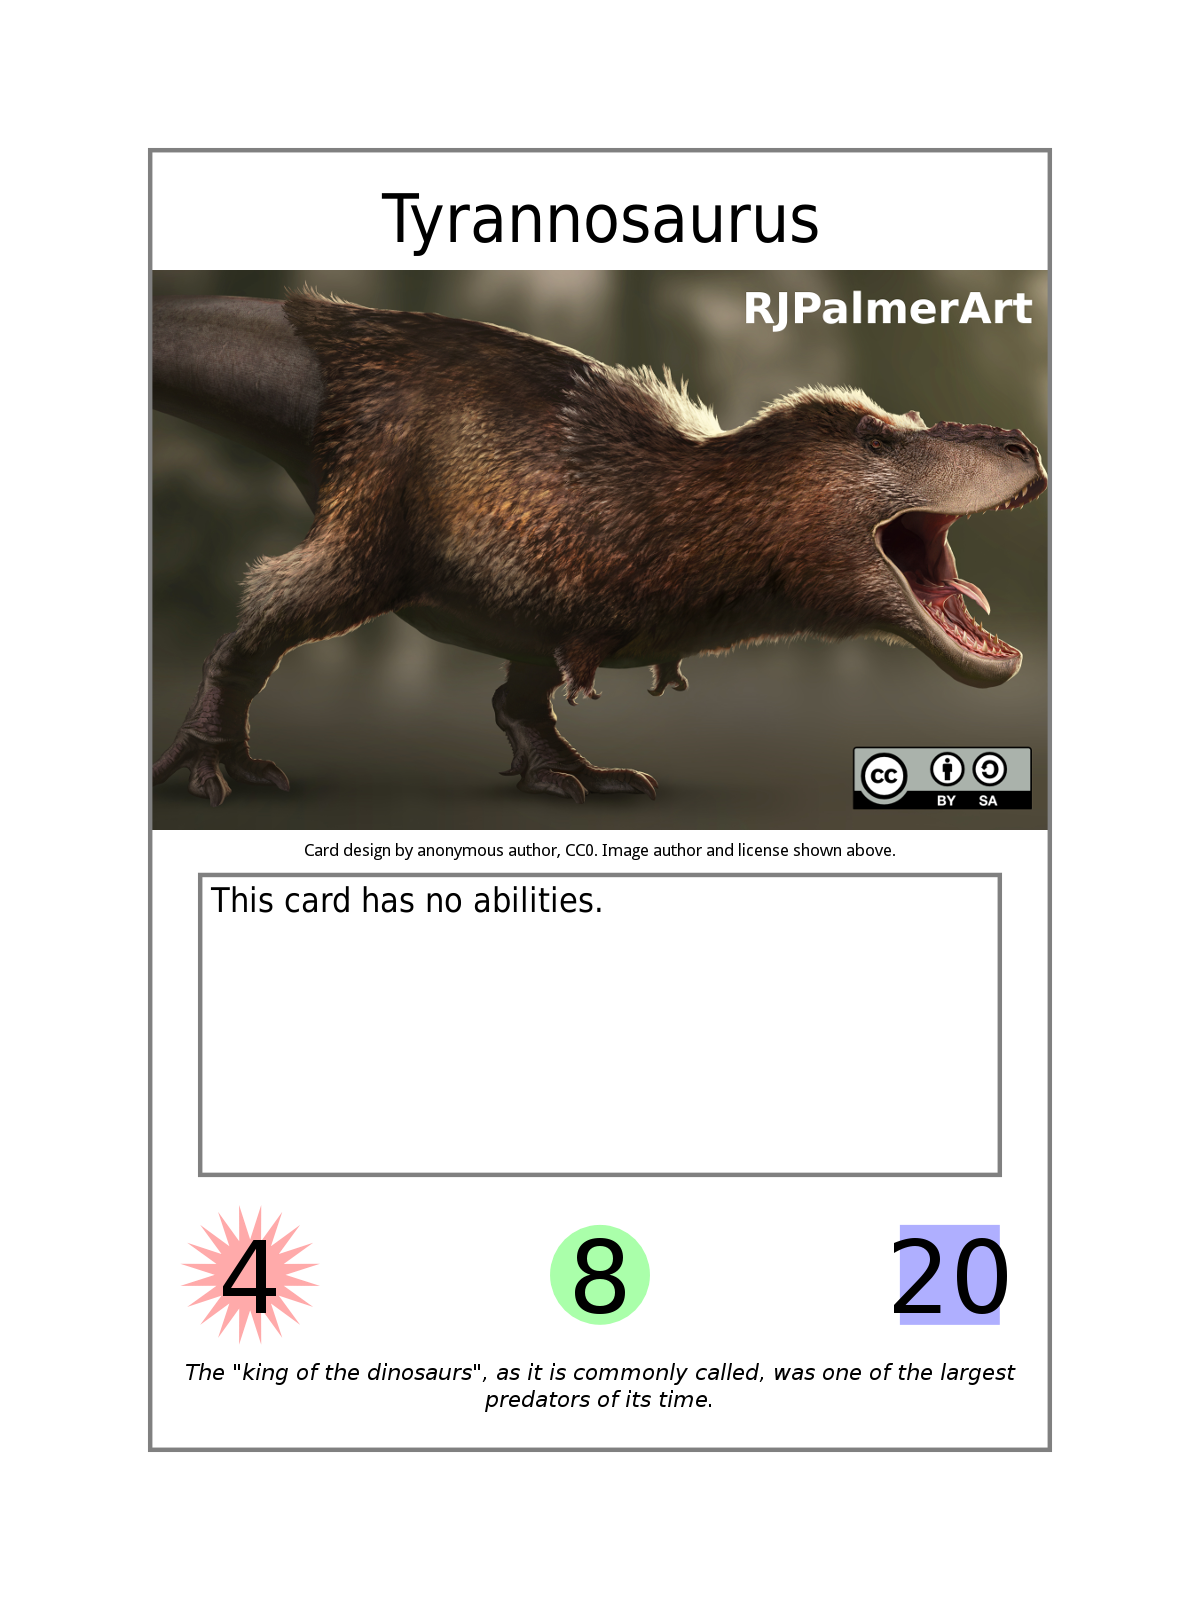 Tyrannosaurus
RJPalmerArt
cc
BY SA
Card design by anonymous author, CC0. Image author and license shown above.
This card has no abilities.
4
8
20
The "king of the dinosaurs", as it is commonly called, was one of the largest
predators of its time.